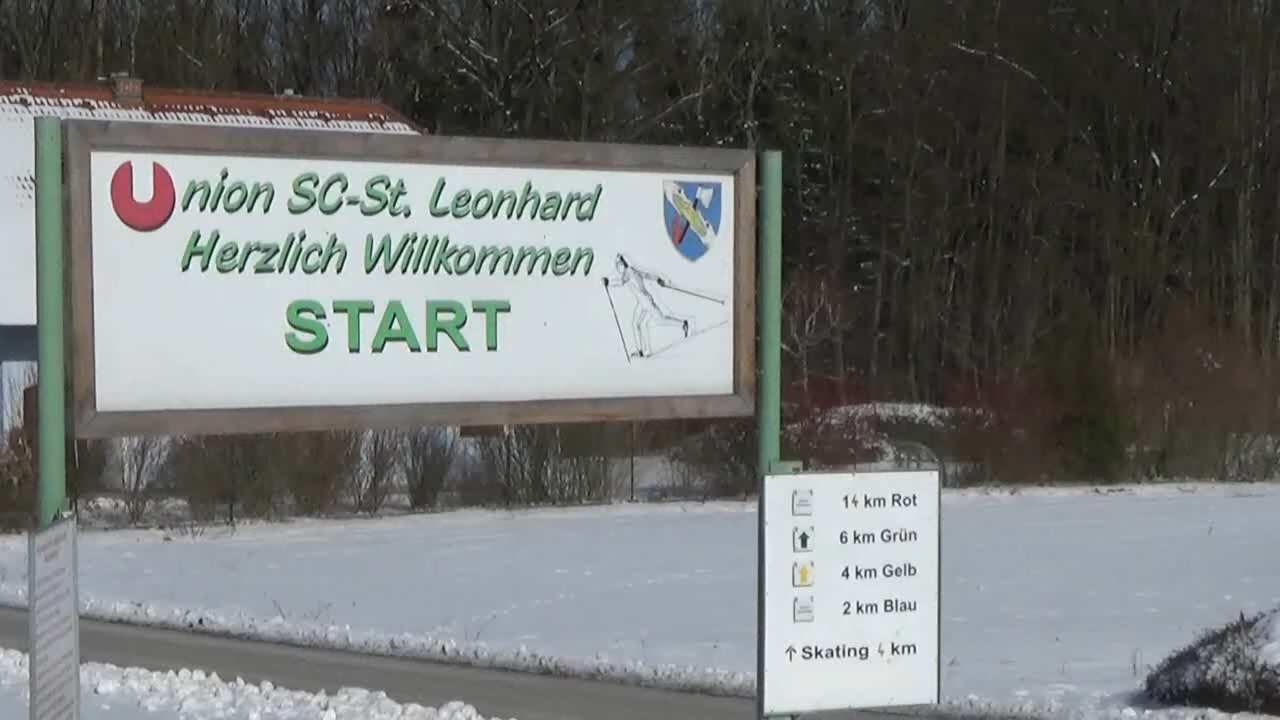 Union SC-St. Leonhard
Herzlich Willkommen
START
14 km Rot
6 km Grün
4 km Gelb
2 km Blau
↑ Skating 4 km